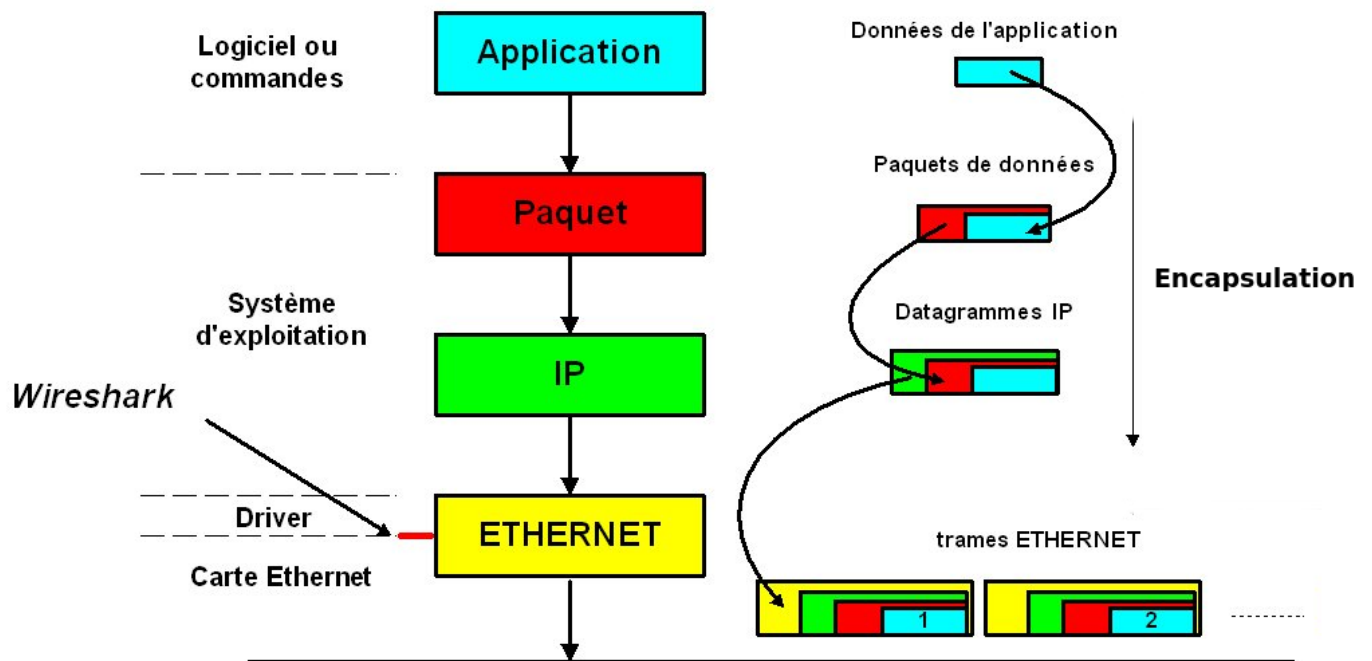 Logiciel ou
commandes
Application
Données de l'application
Paquet
Paquets de données
Encapsulation
Système
d'exploitation
IP
Datagrammes IP
Wireshark
Driver
ETHERNET
trames ETHERNET
Carte Ethernet
1
2